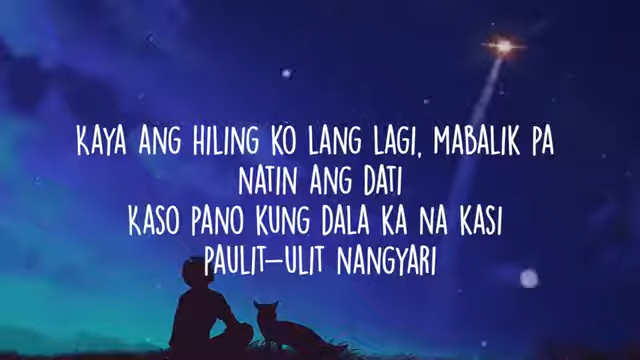 KAYA ANG HILING KO LANG LAGI, MABALIK PA
NATIN ANG DATI
KASO PANO KUNG DALA KA NA KASI
PAULIT-ULIT NANGYARI